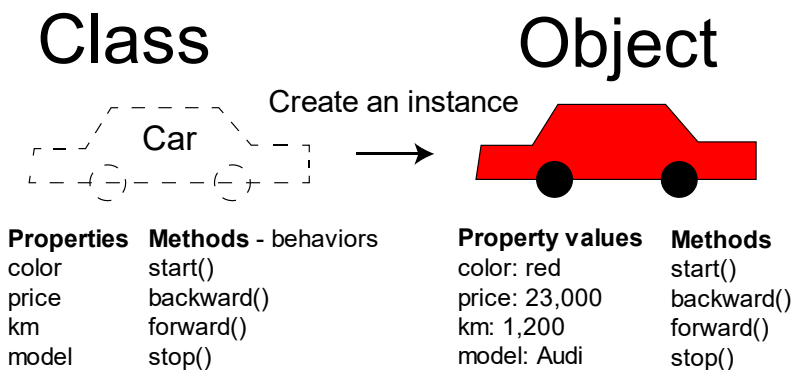 Class
Object
Create an instance
Car
Properties Methods - behaviors
color start()
price backward()
km forward()
model stop()
Property values Methods
color: red start()
price: 23,000 backward()
km: 1,200 forward()
model: Audi stop()